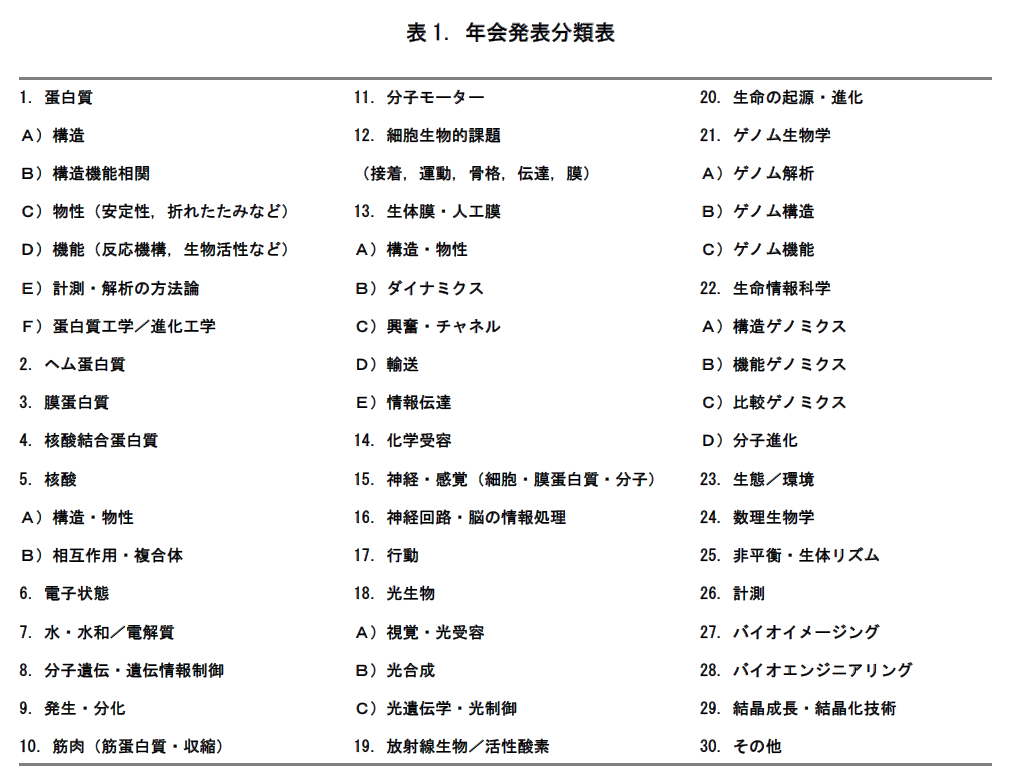 表1. 年会発表分類表
1. 蛋白質
A）構造
B）構造機能相関
C）物性（安定性, 折れたたみなど）
D）機能（反応機構, 生物活性など）
E）計測・解析の方法論
F）蛋白質工学／進化工学
2. ヘム蛋白質
3. 膜蛋白質
4. 核酸結合蛋白質
5. 核酸
A）構造・物性
B）相互作用・複合体
6. 電子状態
7. 水・水和／電解質
8. 分子遺伝・遺伝情報制御
9. 発生・分化
10. 筋肉（筋蛋白質・収縮）
11. 分子モーター
12. 細胞生物的課題
（接着, 運動, 骨格, 伝達, 膜）
13. 生体膜・人工膜
A）構造・物性
B）ダイナミクス
C）興奮・チャネル
D）輸送
E）情報伝達
14. 化学受容
15. 神経・感覚（細胞・膜蛋白質・分子）
16. 神経回路・脳の情報処理
17. 行動
18. 光生物
A）視覚・光受容
B）光合成
C）光遺伝学・光制御
19. 放射線生物／活性酸素
20. 生命の起源・進化
21. ゲノム生物学
A）ゲノム解析
B）ゲノム構造
C）ゲノム機能
22. 生命情報科学
A）構造ゲノミクス
B）機能ゲノミクス
C）比較ゲノミクス
D）分子進化
23. 生態／環境
24. 数理生物学
25. 非平衡・生体リズム
26. 計測
27. バイオイメージング
28. バイオエンジニアリング
29. 結晶成長・結晶化技術
30. その他